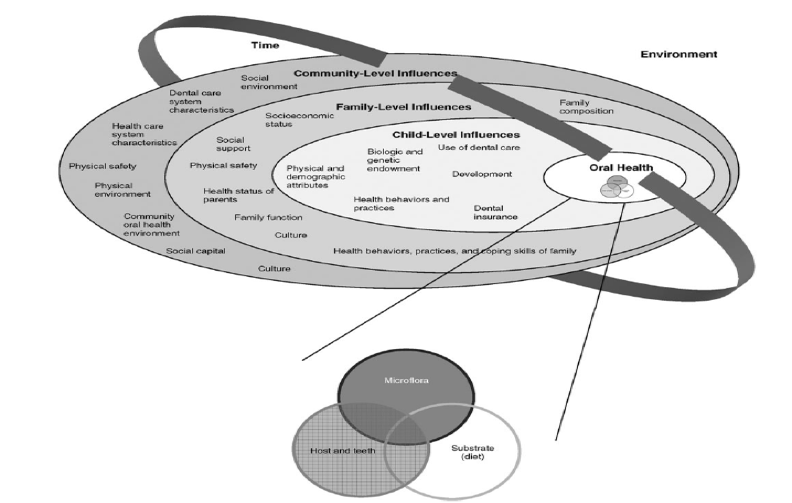 Time
Environment
Community-Level Influences
Social
environment
Dental care
system
characteristics
Health care
system
characteristics
Physical safety
Physical
environment
Community
oral health
environment
Social capital
Culture
Family-Level Influences
Family
composition
Socioeconomic
status
Social
support
Physical safety
Health status of
parents
Family function
Culture
Health behaviors, practices, and coping skills of family
Child-Level Influences
Use of dental care
Biologic and
genetic
endowment
Physical and
demographic
attributes
Development
Health behaviors and
practices
Dental
insurance
Oral Health
Microflora
Host and teeth
Substrate
(diet)